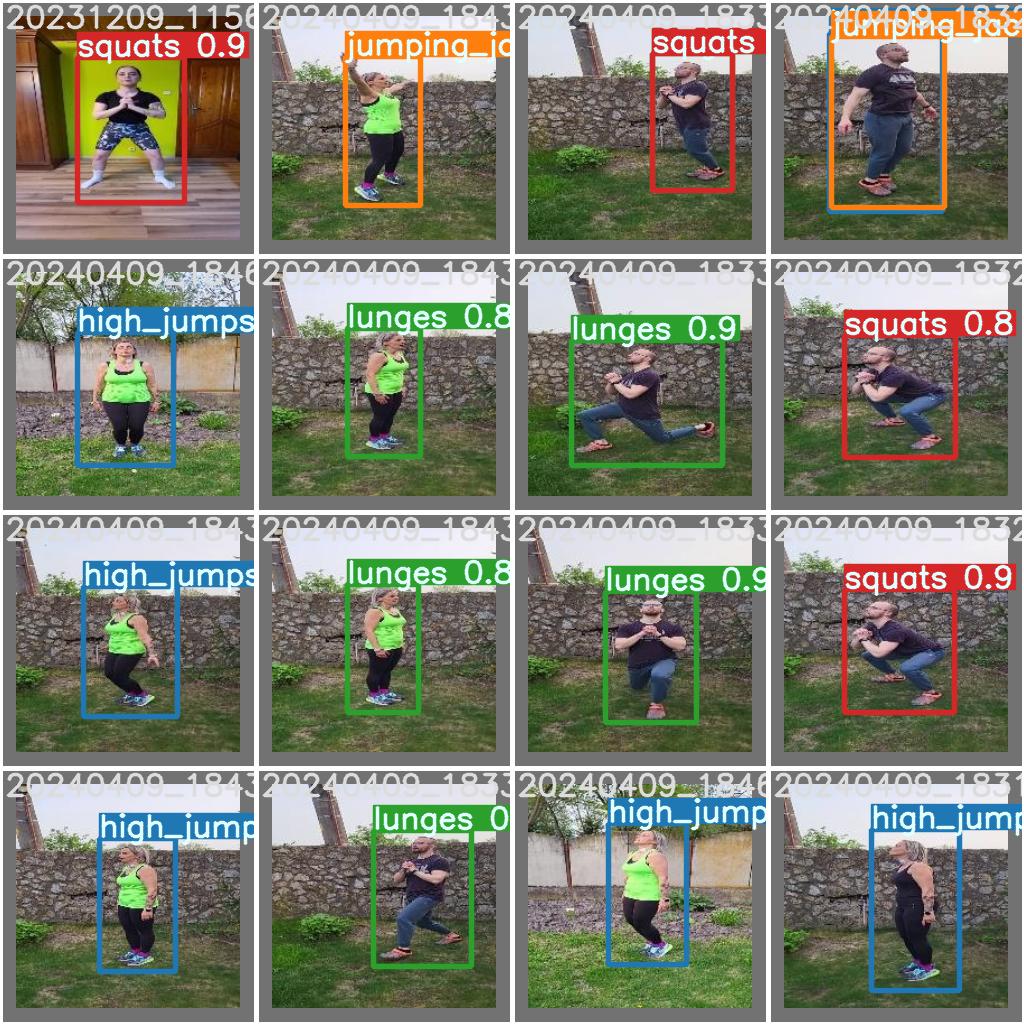 20231209_1156
squats 0.9
20240409_1843
jumping_ja
20240409_1833
squats
20240409_1832
jumping_jac
20240409_1846
high_jumps
20240409_1843
lunges 0.8
20240409_1833
lunges 0.9
20240409_1832
squats 0.8
20240409_1843
high_jumps
20240409_1843
lunges 0.8
20240409_1833
lunges 0.9
20240409_1832
squats 0.9
20240409_1843
high_jump
20240409_1833
lunges 0
20240409_1846
high_jump
20240409_1831
high_jump